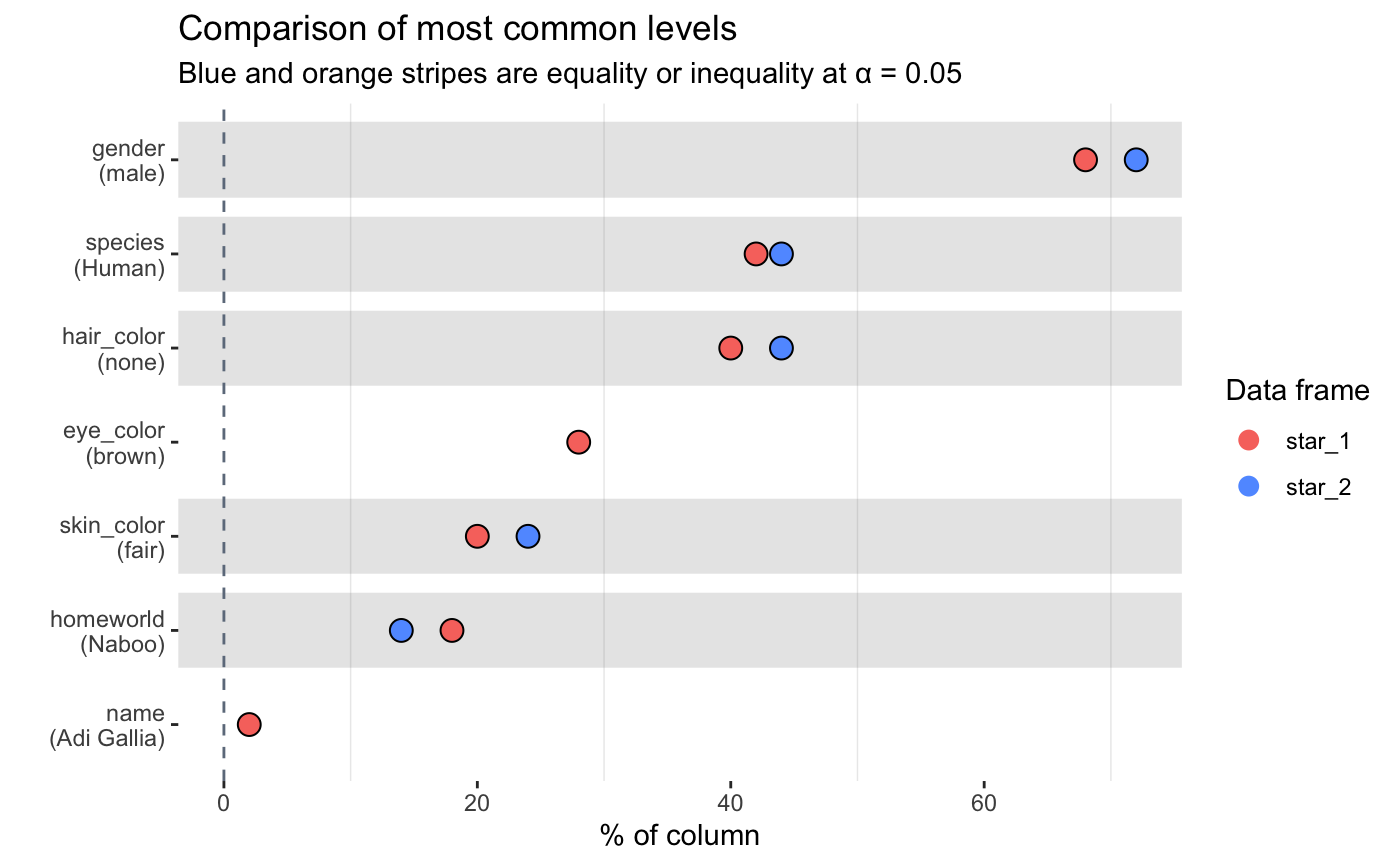 Comparison of most common levels
Blue and orange stripes are equality or inequality at α = 0.05
gender
(male)
species
(Human)
hair_color
(none)
eye_color
(brown)
skin_color
(fair)
homeworld
(Naboo)
name
(Adi Gallia)
0 20 40 60
% of column
Data frame
star_1
star_2